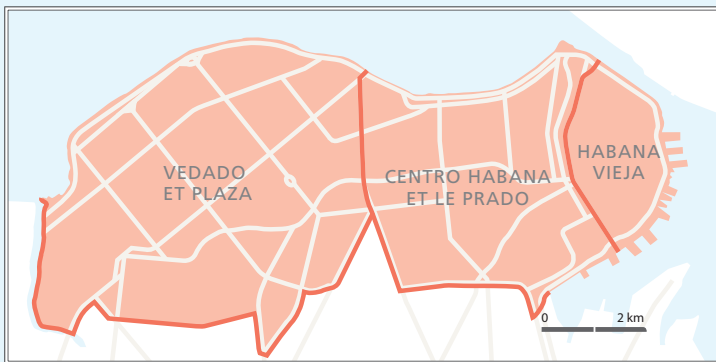 VEDADO
ET PLAZA
CENTRO HABANA
ET LE PRADO
HABANA
VIEJA
0 2 km